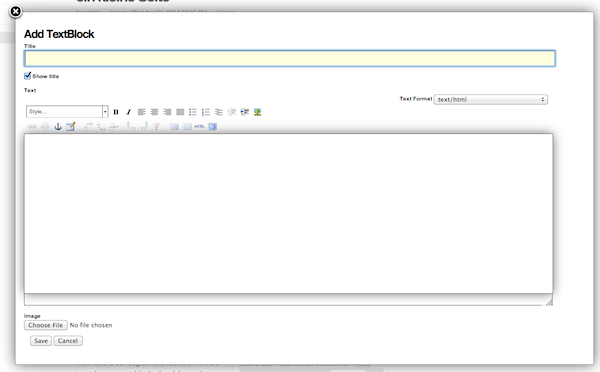 Add TextBlock
Title
Show title
Text
Text Format text/html
Style...
B I
HTML
Image
Choose File No file chosen
Save Cancel